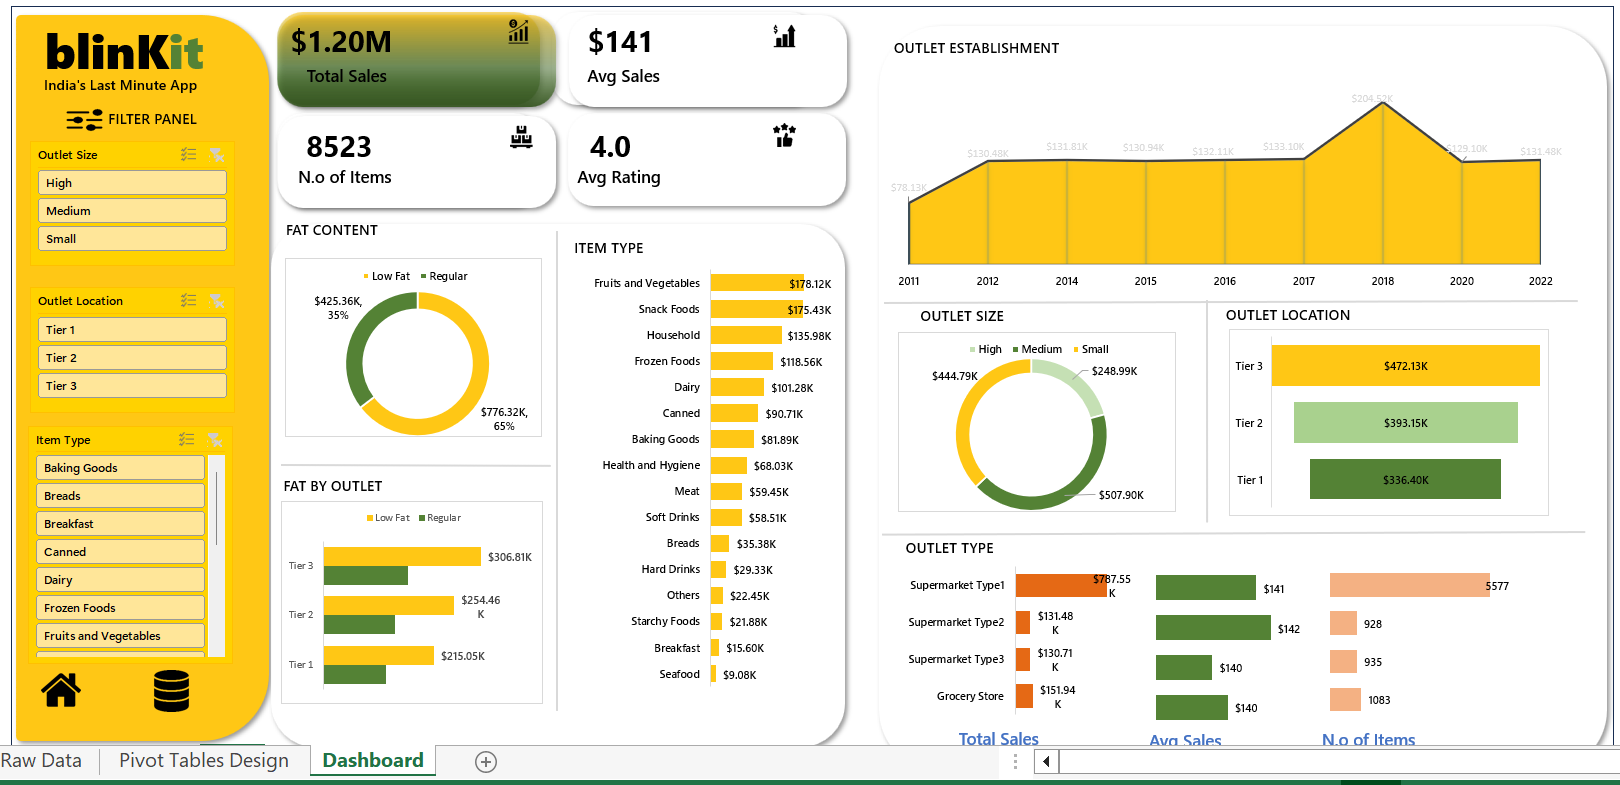 blinKit
India's Last Minute App
FILTER PANEL
Outlet Size
High
Medium
Small
Outlet Location
Tier 1
Tier 2
Tier 3
Item Type
Baking Goods
Breads
Breakfast
Canned
Dairy
Frozen Foods
Fruits and Vegetables
$1.20M
Total Sales
$141
Avg Sales
8523
N.o of Items
4.0
Avg Rating
FAT CONTENT
Low Fat Regular
$425.36K,
35%
$776.32K,
65%
FAT BY OUTLET
Low Fat Regular
Tier 3 $306.81K
Tier 2 $254.46
K
Tier 1 $215.05K
ITEM TYPE
Fruits and Vegetables $178.12K
Snack Foods $175.43K
Household $135.98K
Frozen Foods $118.56K
Dairy $101.28K
Canned $90.71K
Baking Goods $81.89K
Health and Hygiene $68.03K
Meat $59.45K
Soft Drinks $58.51K
Breads $35.38K
Hard Drinks $29.33K
Others $22.45K
Starchy Foods $21.88K
Breakfast $15.60K
Seafood $9.08K
OUTLET ESTABLISHMENT
$78.13K $130.48K $131.81K $130.94K $132.11K $133.10K $204.52K $129.10K $131.48K
2011 2012 2014 2015 2016 2017 2018 2020 2022
OUTLET SIZE
High Medium Small
$444.79K
$248.99K
$507.90K
OUTLET LOCATION
Tier 3 $472.13K
Tier 2 $393.15K
Tier 1 $336.40K
OUTLET TYPE
Supermarket Type1 $787.55
K $141 5577
Supermarket Type2 $131.48
K $142 928
Supermarket Type3 $130.71
K $140 935
Grocery Store $151.94
K $140 1083
Total Sales Avg Sales N.o of Items
Raw Data Pivot Tables Design Dashboard